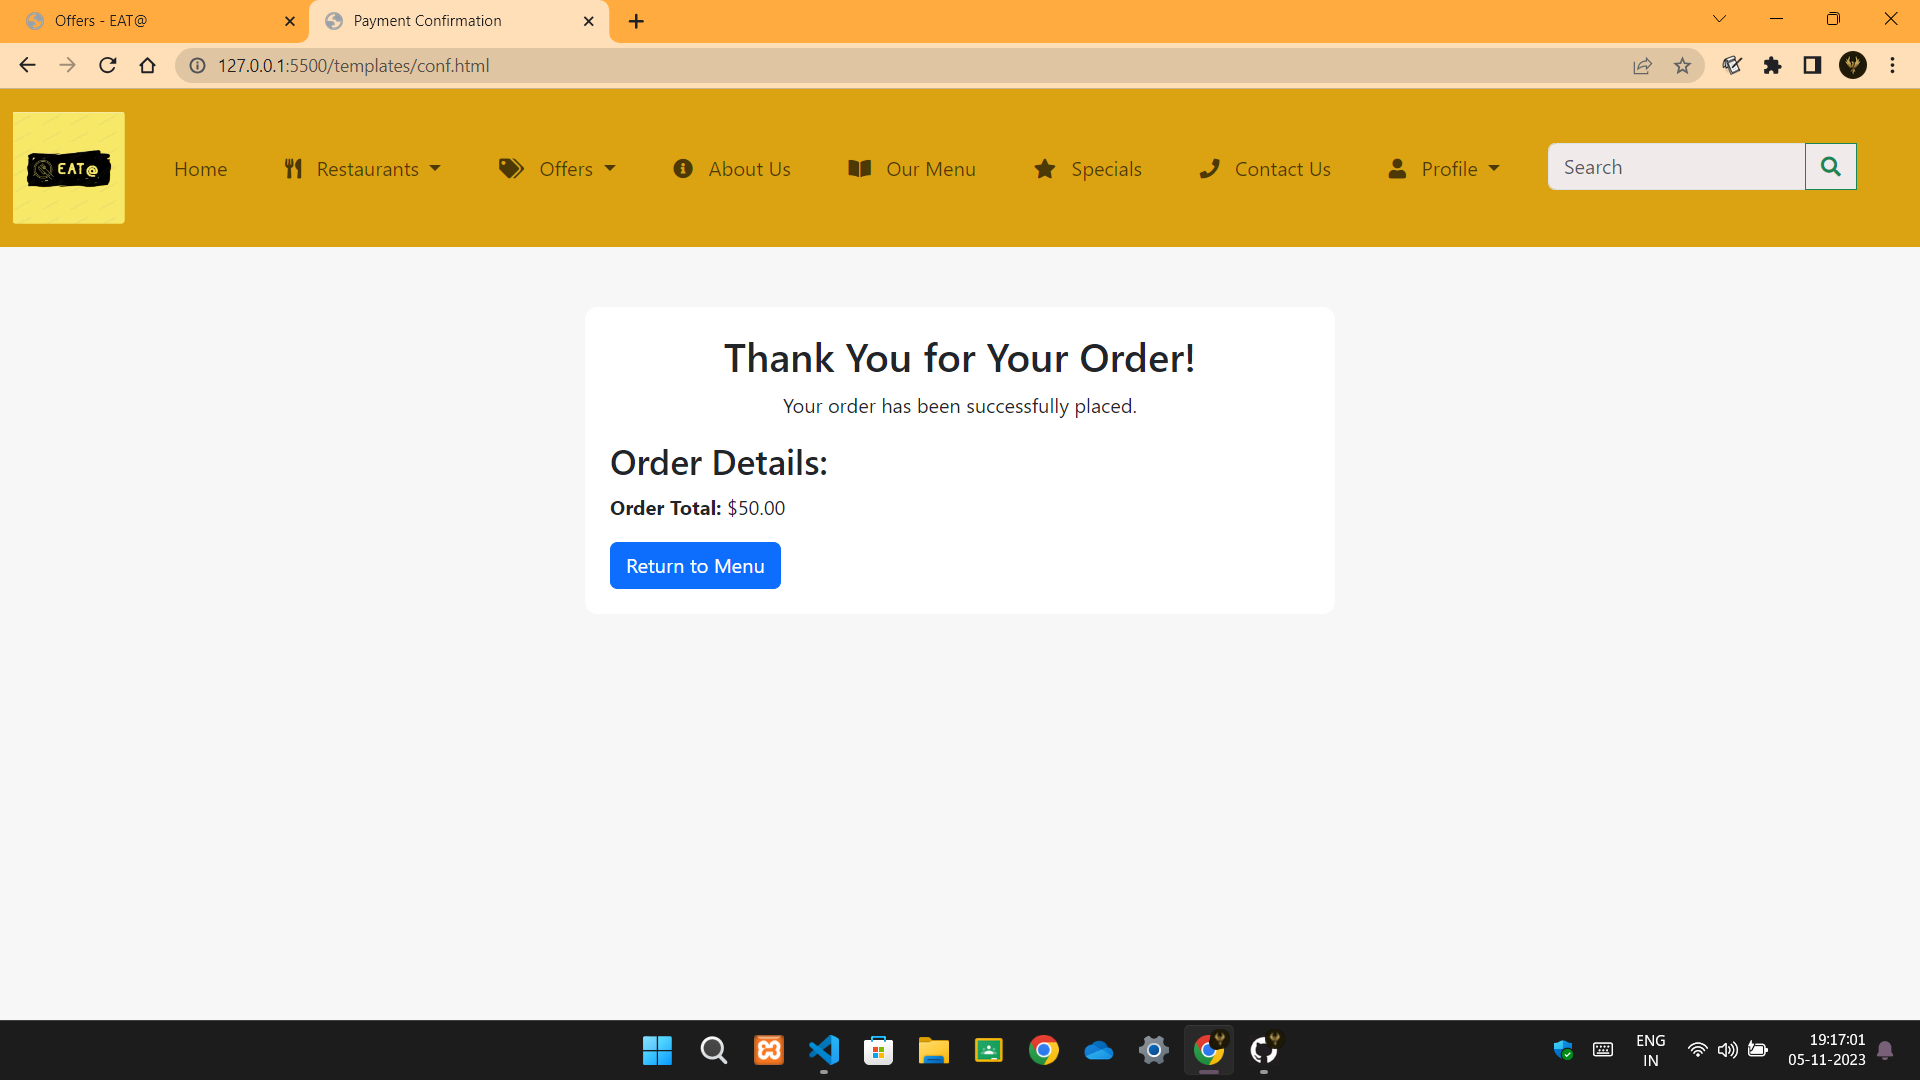 Offers - EAT@
Payment Confirmation
127.0.0.1:5500/templates/conf.html
EAT@
Home
Restaurants
Offers
About Us
Our Menu
Specials
Contact Us
Profile
Search
Thank You for Your Order!
Your order has been successfully placed.
Order Details:
Order Total: $50.00
Return to Menu
ENG
IN
19:17:01
05-11-2023